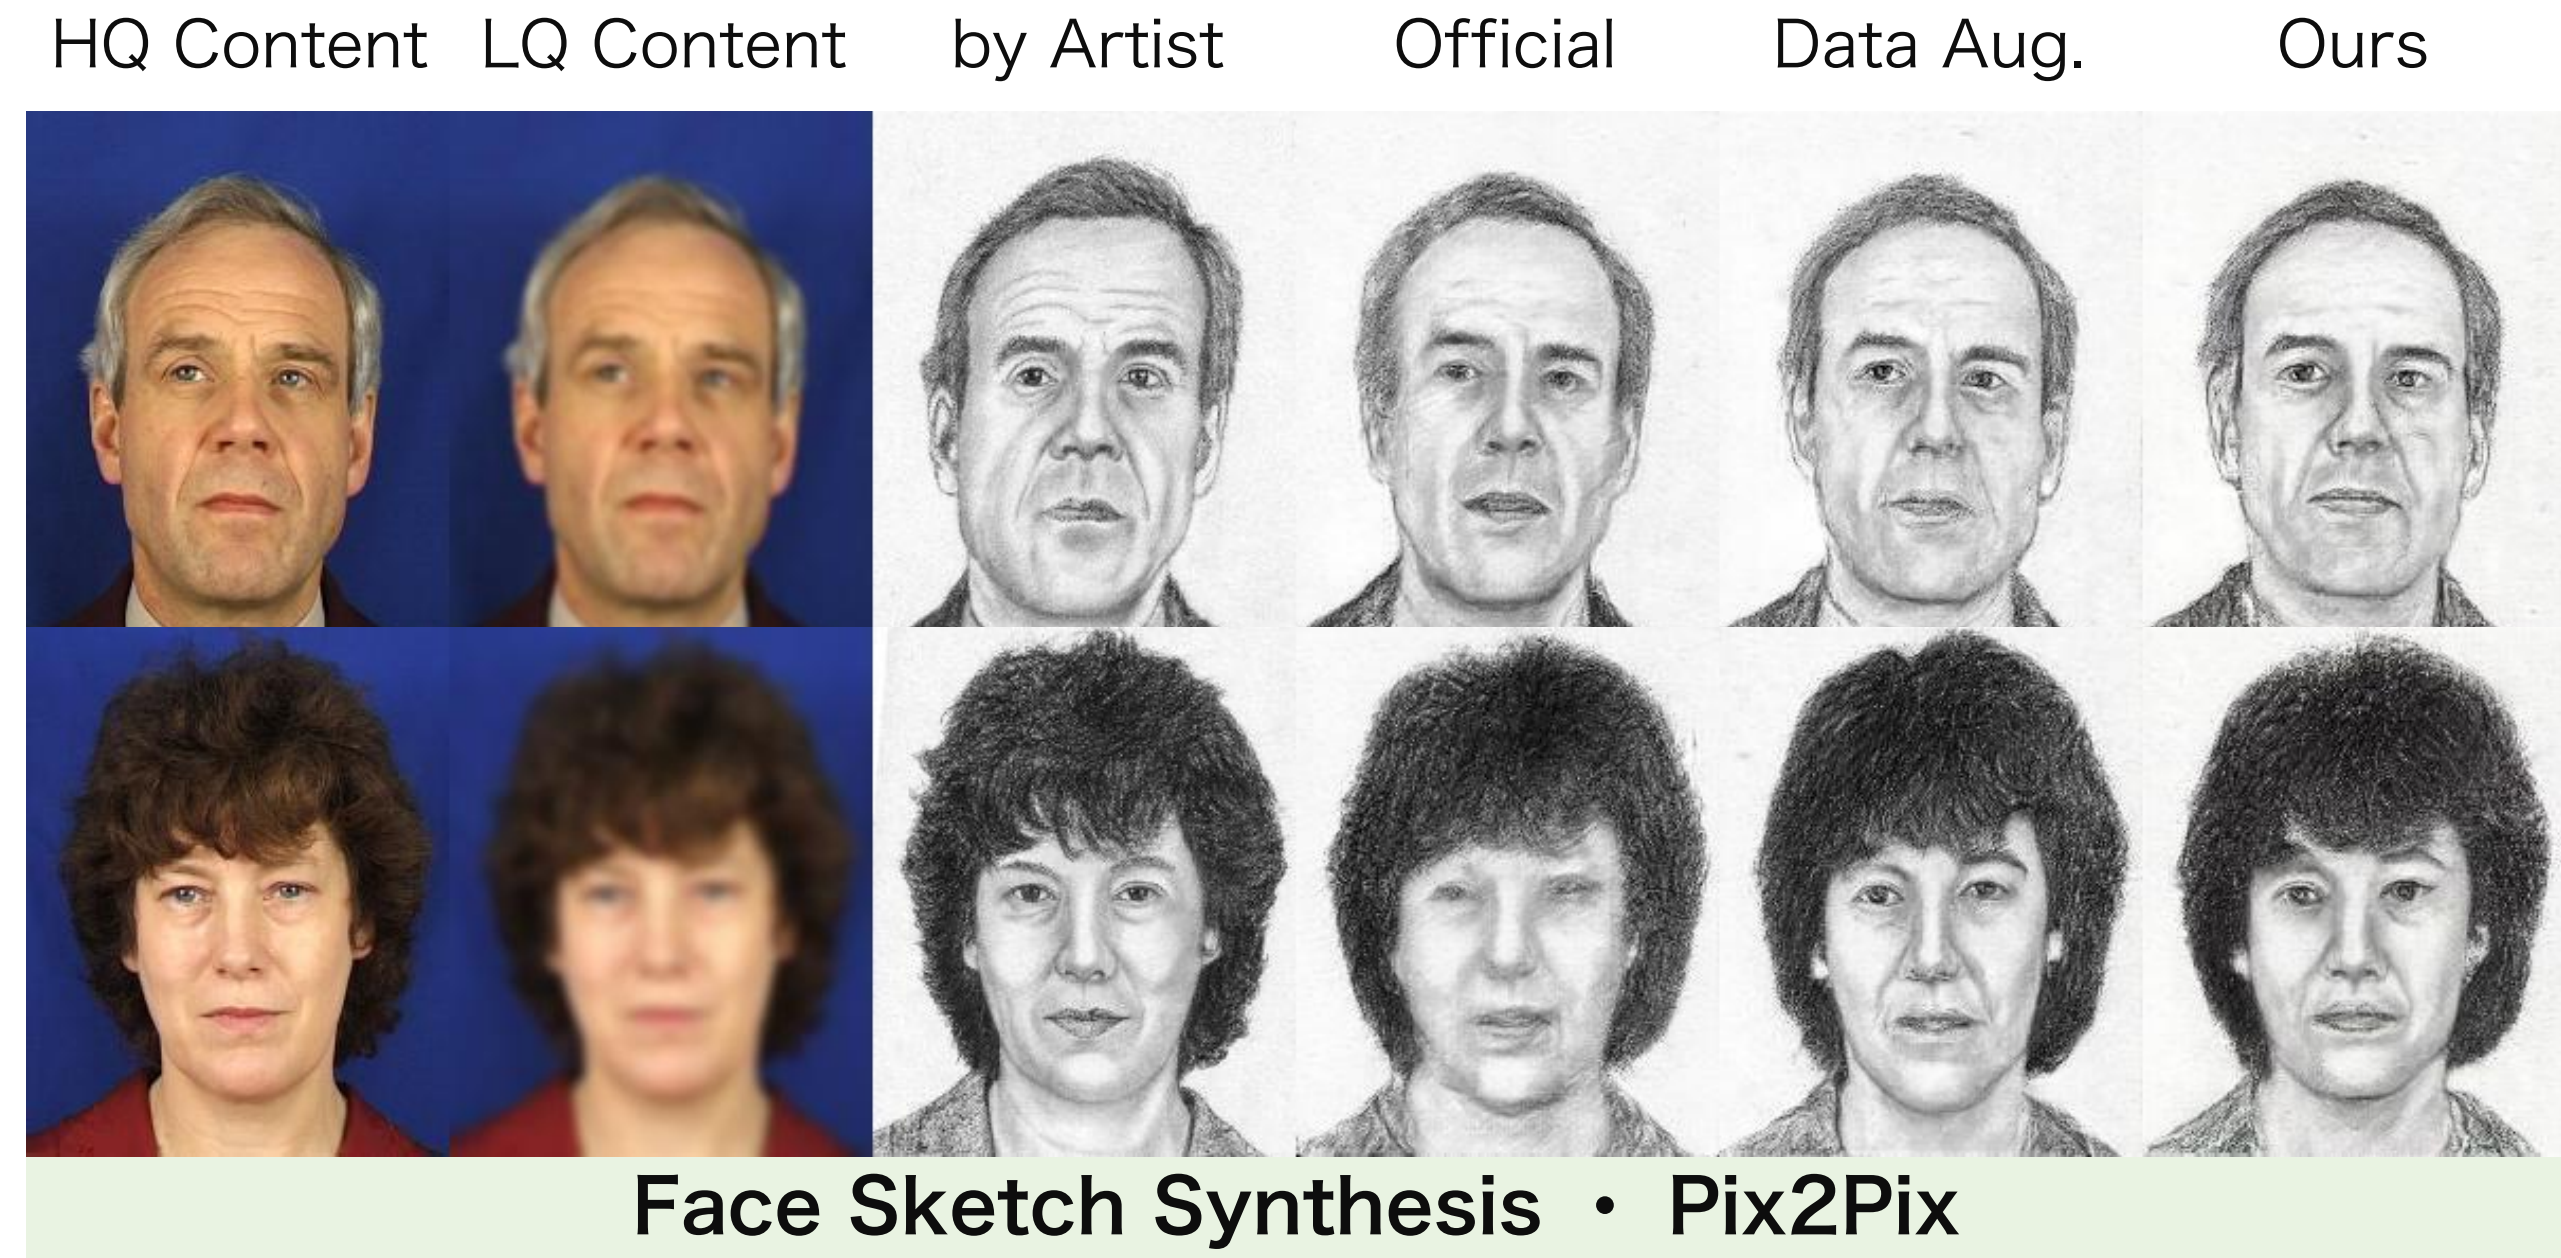 HQ Content LQ Content by Artist Official Data Aug. Ours
Face Sketch Synthesis • Pix2Pix